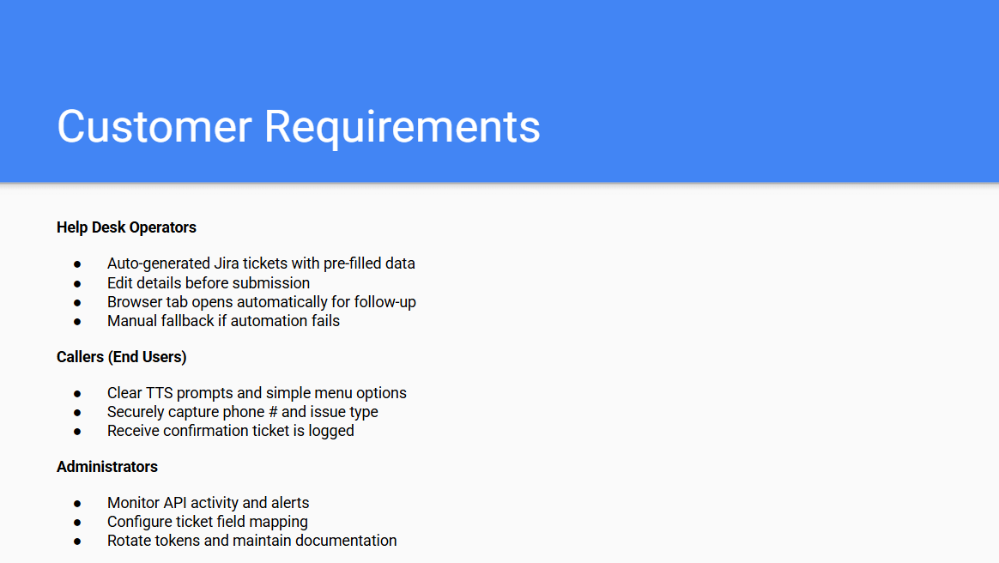 Customer Requirements
Help Desk Operators
● Auto-generated Jira tickets with pre-filled data
● Edit details before submission
● Browser tab opens automatically for follow-up
● Manual fallback if automation fails
Callers (End Users)
● Clear TTS prompts and simple menu options
● Securely capture phone # and issue type
● Receive confirmation ticket is logged
Administrators
● Monitor API activity and alerts
● Configure ticket field mapping
● Rotate tokens and maintain documentation